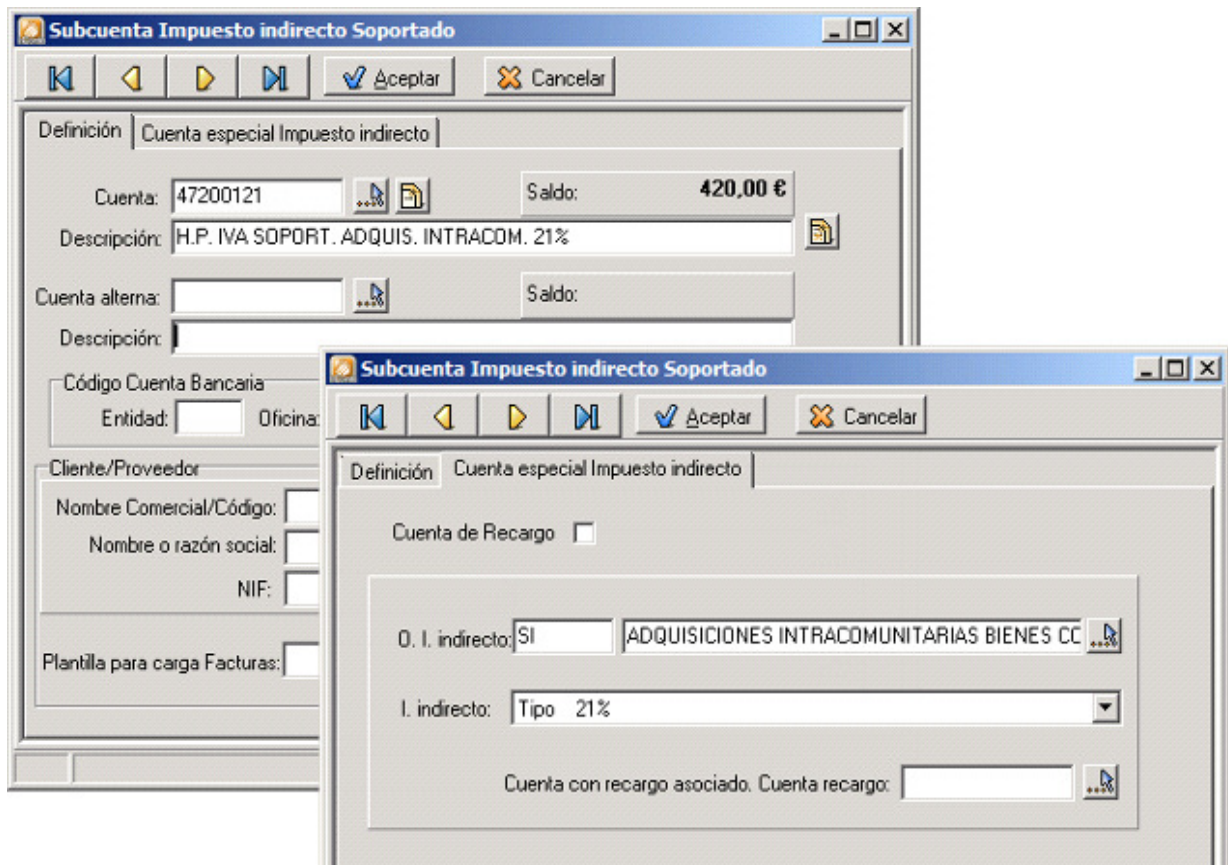 Subcuenta Impuesto indirecto Soportado
Aceptar Cancelar
Definición Cuenta especial Impuesto indirecto
Cuenta: 47200121 Saldo: 420,00 €
Descripción: H.P. IVA SOPORT. ADQUIS. INTRACOM. 21%
Cuenta alterna: Saldo:
Descripción:
Código Cuenta Bancaria
Entidad: Oficina:
Cliente/Proveedor
Nombre Comercial/Código:
Nombre o razón social:
NIF:
Plantilla para carga Facturas:
Subcuenta Impuesto indirecto Soportado
Aceptar Cancelar
Definición Cuenta especial Impuesto indirecto
Cuenta de Recargo
O. I. indirecto: SI ADQUISICIONES INTRACOMUNITARIAS BIENES CC
I. indirecto: Tipo 21%
Cuenta con recargo asociado. Cuenta recargo: